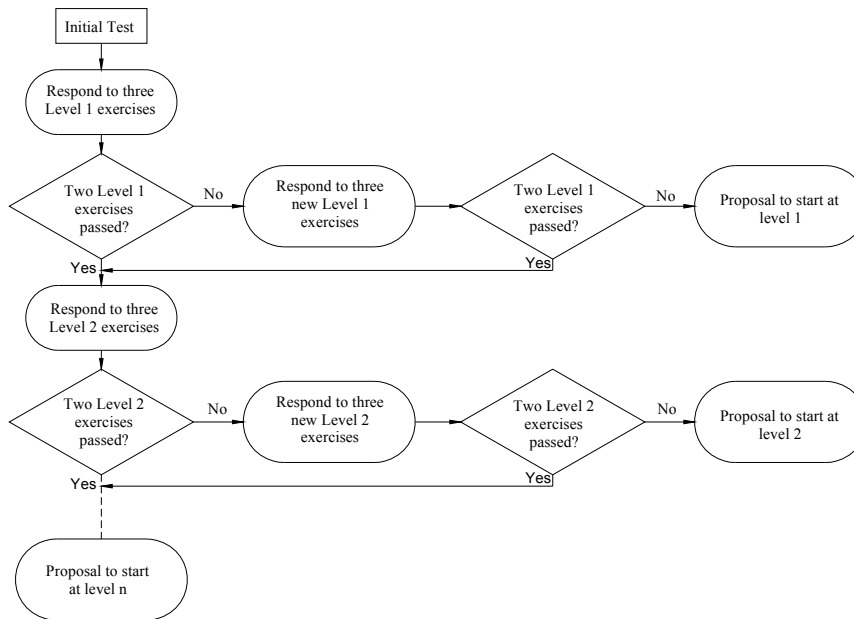 Initial Test
Respond to three
Level 1 exercises
Two Level 1
exercises
passed?
No
Respond to three
new Level 1
exercises
Two Level 1
exercises
passed?
No
Proposal to start at
level 1
Yes
Yes
Respond to three
Level 2 exercises
Two Level 2
exercises
passed?
No
Respond to three
new Level 2
exercises
Two Level 2
exercises
passed?
No
Proposal to start at
level 2
Yes
Yes
Proposal to start
at level n